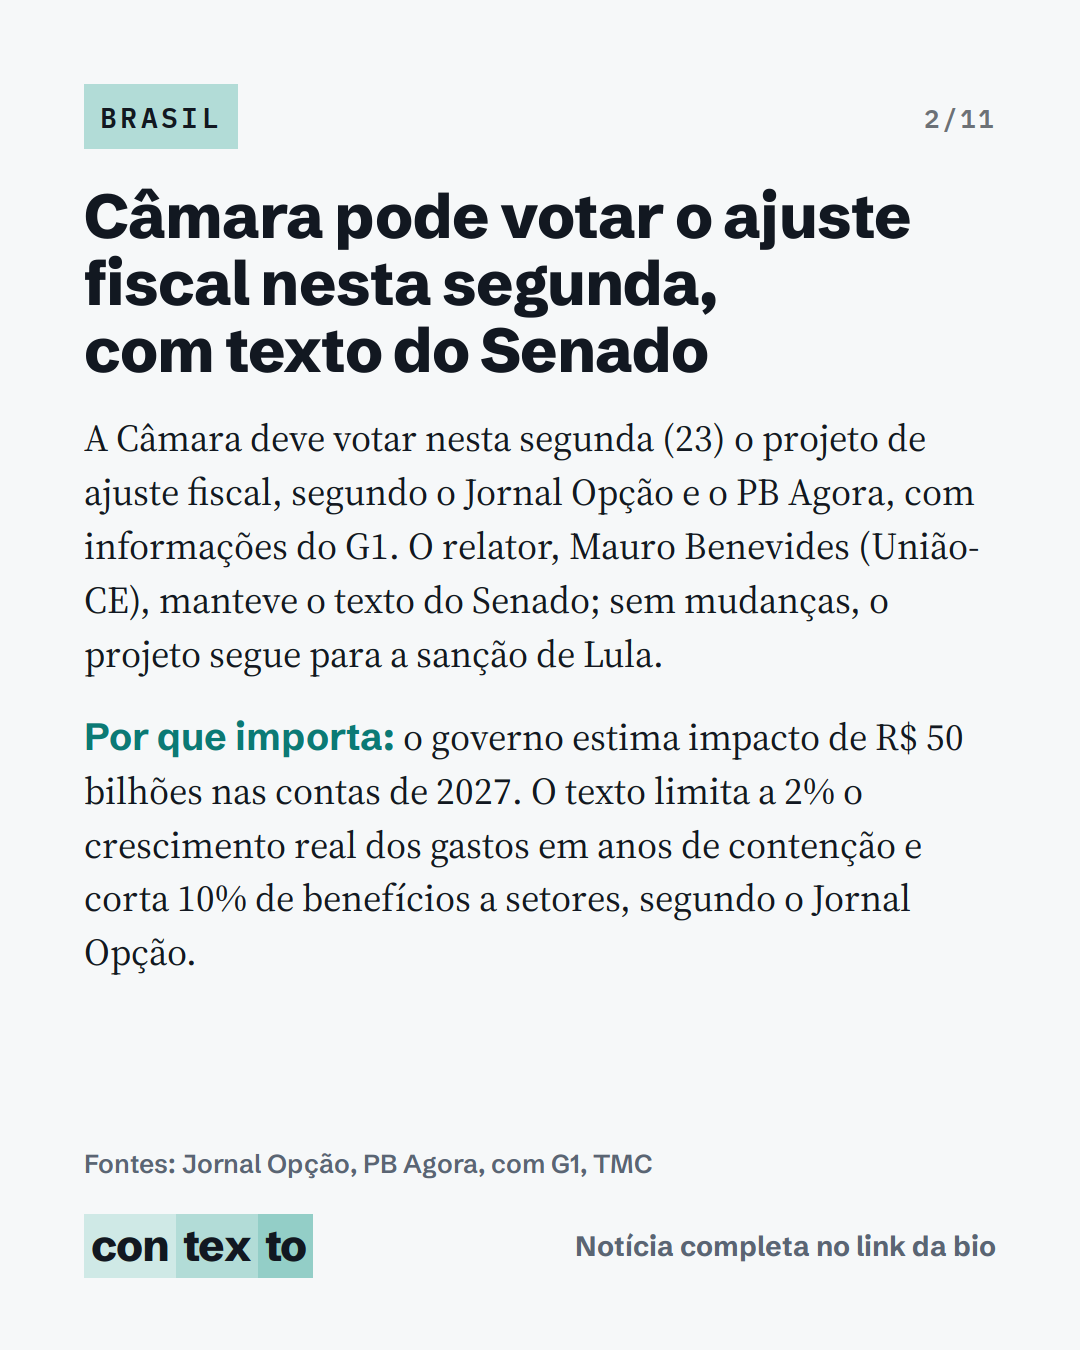 BRASIL
2/11
Câmara pode votar o ajuste
fiscal nesta segunda,
com texto do Senado
A Câmara deve votar nesta segunda (23) o projeto de
ajuste fiscal, segundo o Jornal Opção e o PB Agora, com
informações do G1. O relator, Mauro Benevides (União-
CE), manteve o texto do Senado; sem mudanças, o
projeto segue para a sanção de Lula.
Por que importa: o governo estima impacto de R$ 50
bilhões nas contas de 2027. O texto limita a 2% o
crescimento real dos gastos em anos de contenção e
corta 10% de benefícios a setores, segundo o Jornal
Opção.
Fontes: Jornal Opção, PB Agora, com G1, TMC
contexto
Notícia completa no link da bio